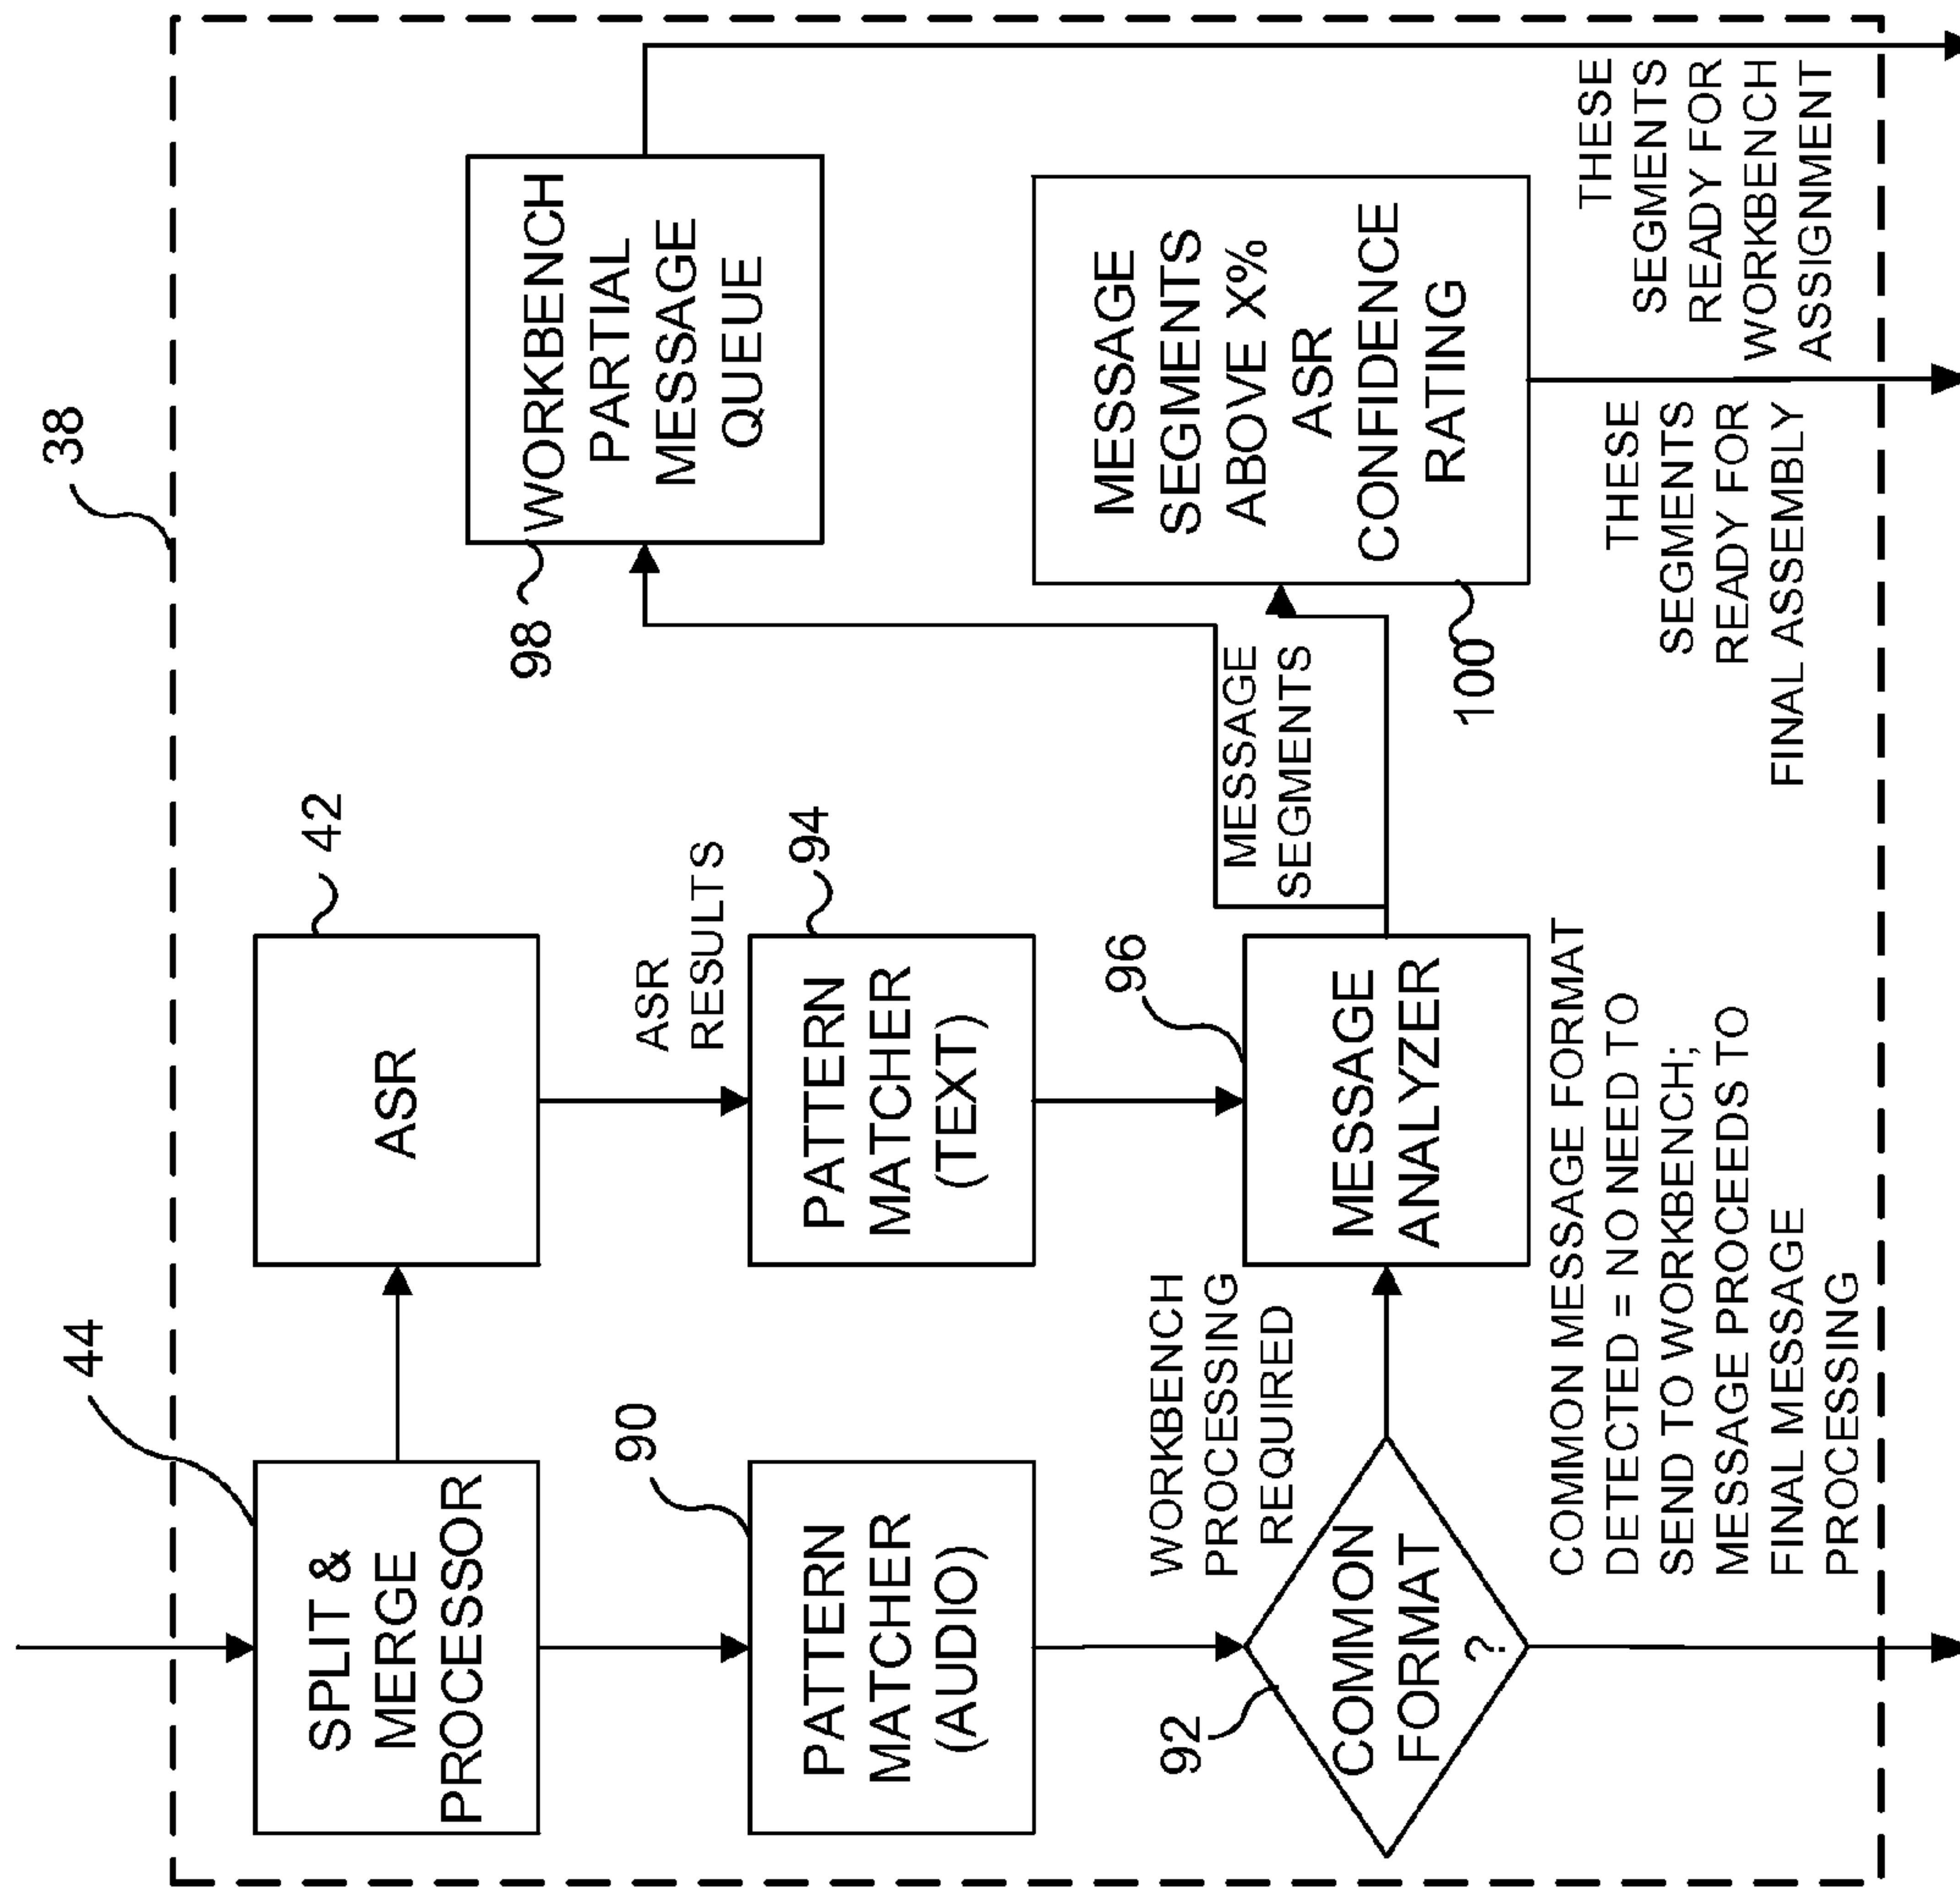 38
44
SPLIT &
MERGE
PROCESSOR
ASR
42
WORKBENCH
PARTIAL
MESSAGE
QUEUE
98
90
ASR
RESULTS
PATTERN
MATCHER
(AUDIO)
PATTERN
MATCHER
(TEXT)
94
92
WORKBENCH
PROCESSING
REQUIRED
96
MESSAGE
SEGMENTS
COMMON
FORMAT
?
MESSAGE
ANALYZER
MESSAGE
SEGMENTS
ABOVE X%
ASR
CONFIDENCE
RATING
100
COMMON MESSAGE FORMAT
DETECTED = NO NEED TO
SEND TO WORKBENCH;
MESSAGE PROCEEDS TO
FINAL MESSAGE
PROCESSING
THESE
SEGMENTS
READY FOR
FINAL ASSEMBLY
THESE
SEGMENTS
READY FOR
WORKBENCH
ASSIGNMENT